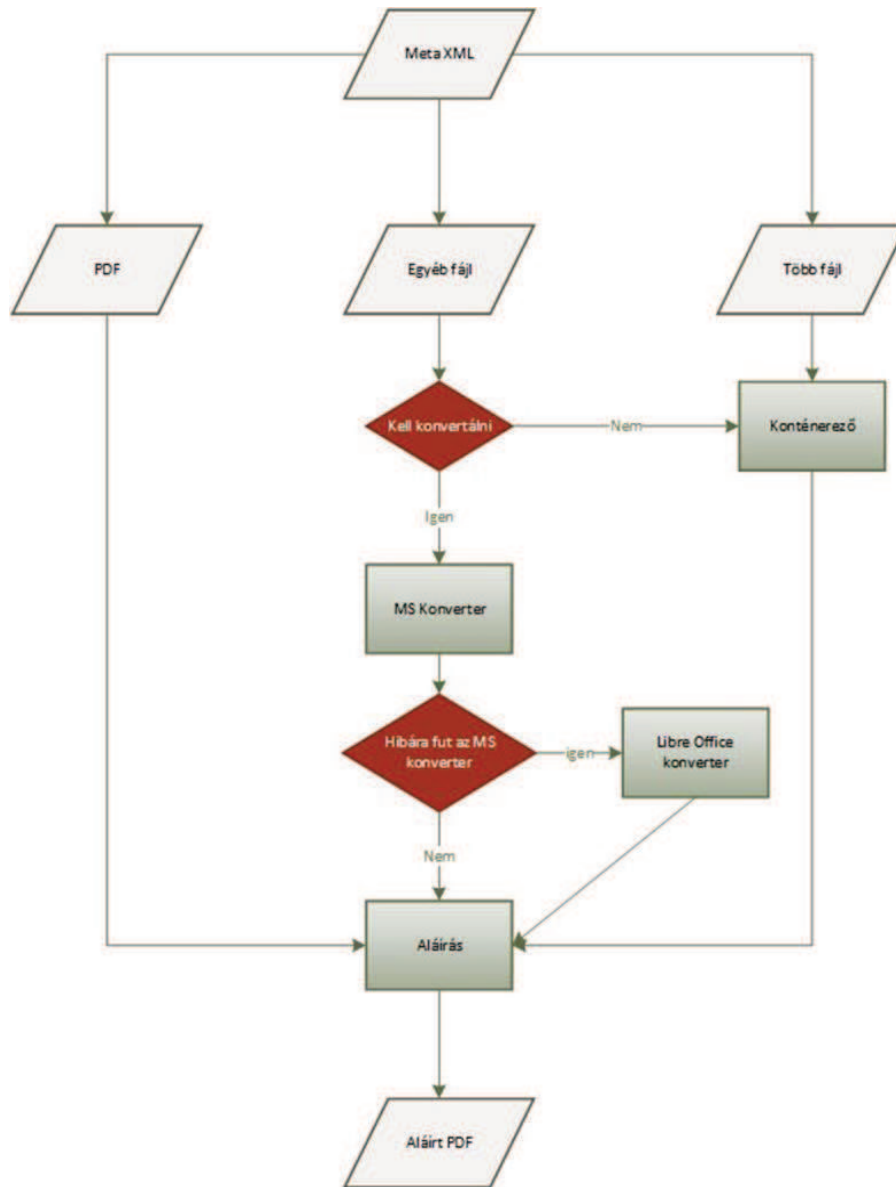 Meta XML
PDF
Egyéb fájl
Több fájl
Kell konvertálni
Nem
Konténerező
Igen
MS Konverter
Hibára fut az MS
konverter
igen
Libre Office
konverter
Nem
Aláírás
Aláírt PDF